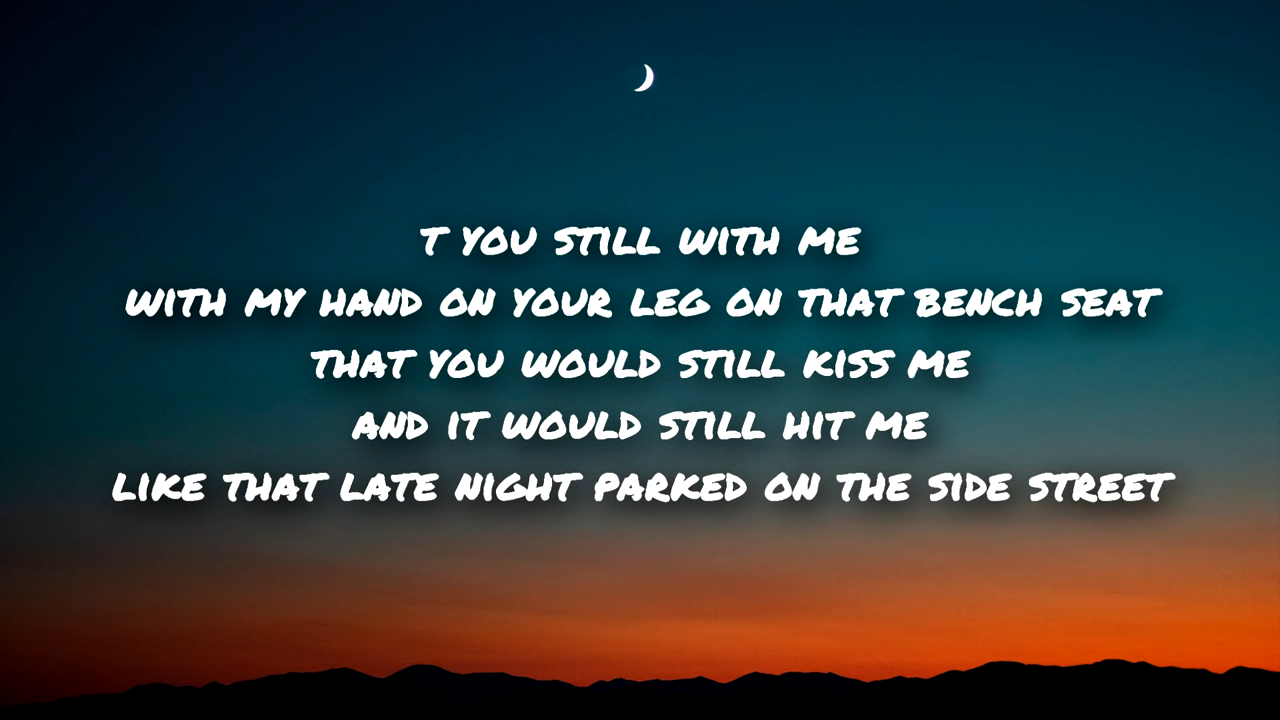 T YOU STILL WITH ME
WITH MY HAND ON YOUR LEG ON THAT BENCH SEAT
THAT YOU WOULD STILL KISS ME
AND IT WOULD STILL HIT ME
LIKE THAT LATE NIGHT PARKED ON THE SIDE STREET